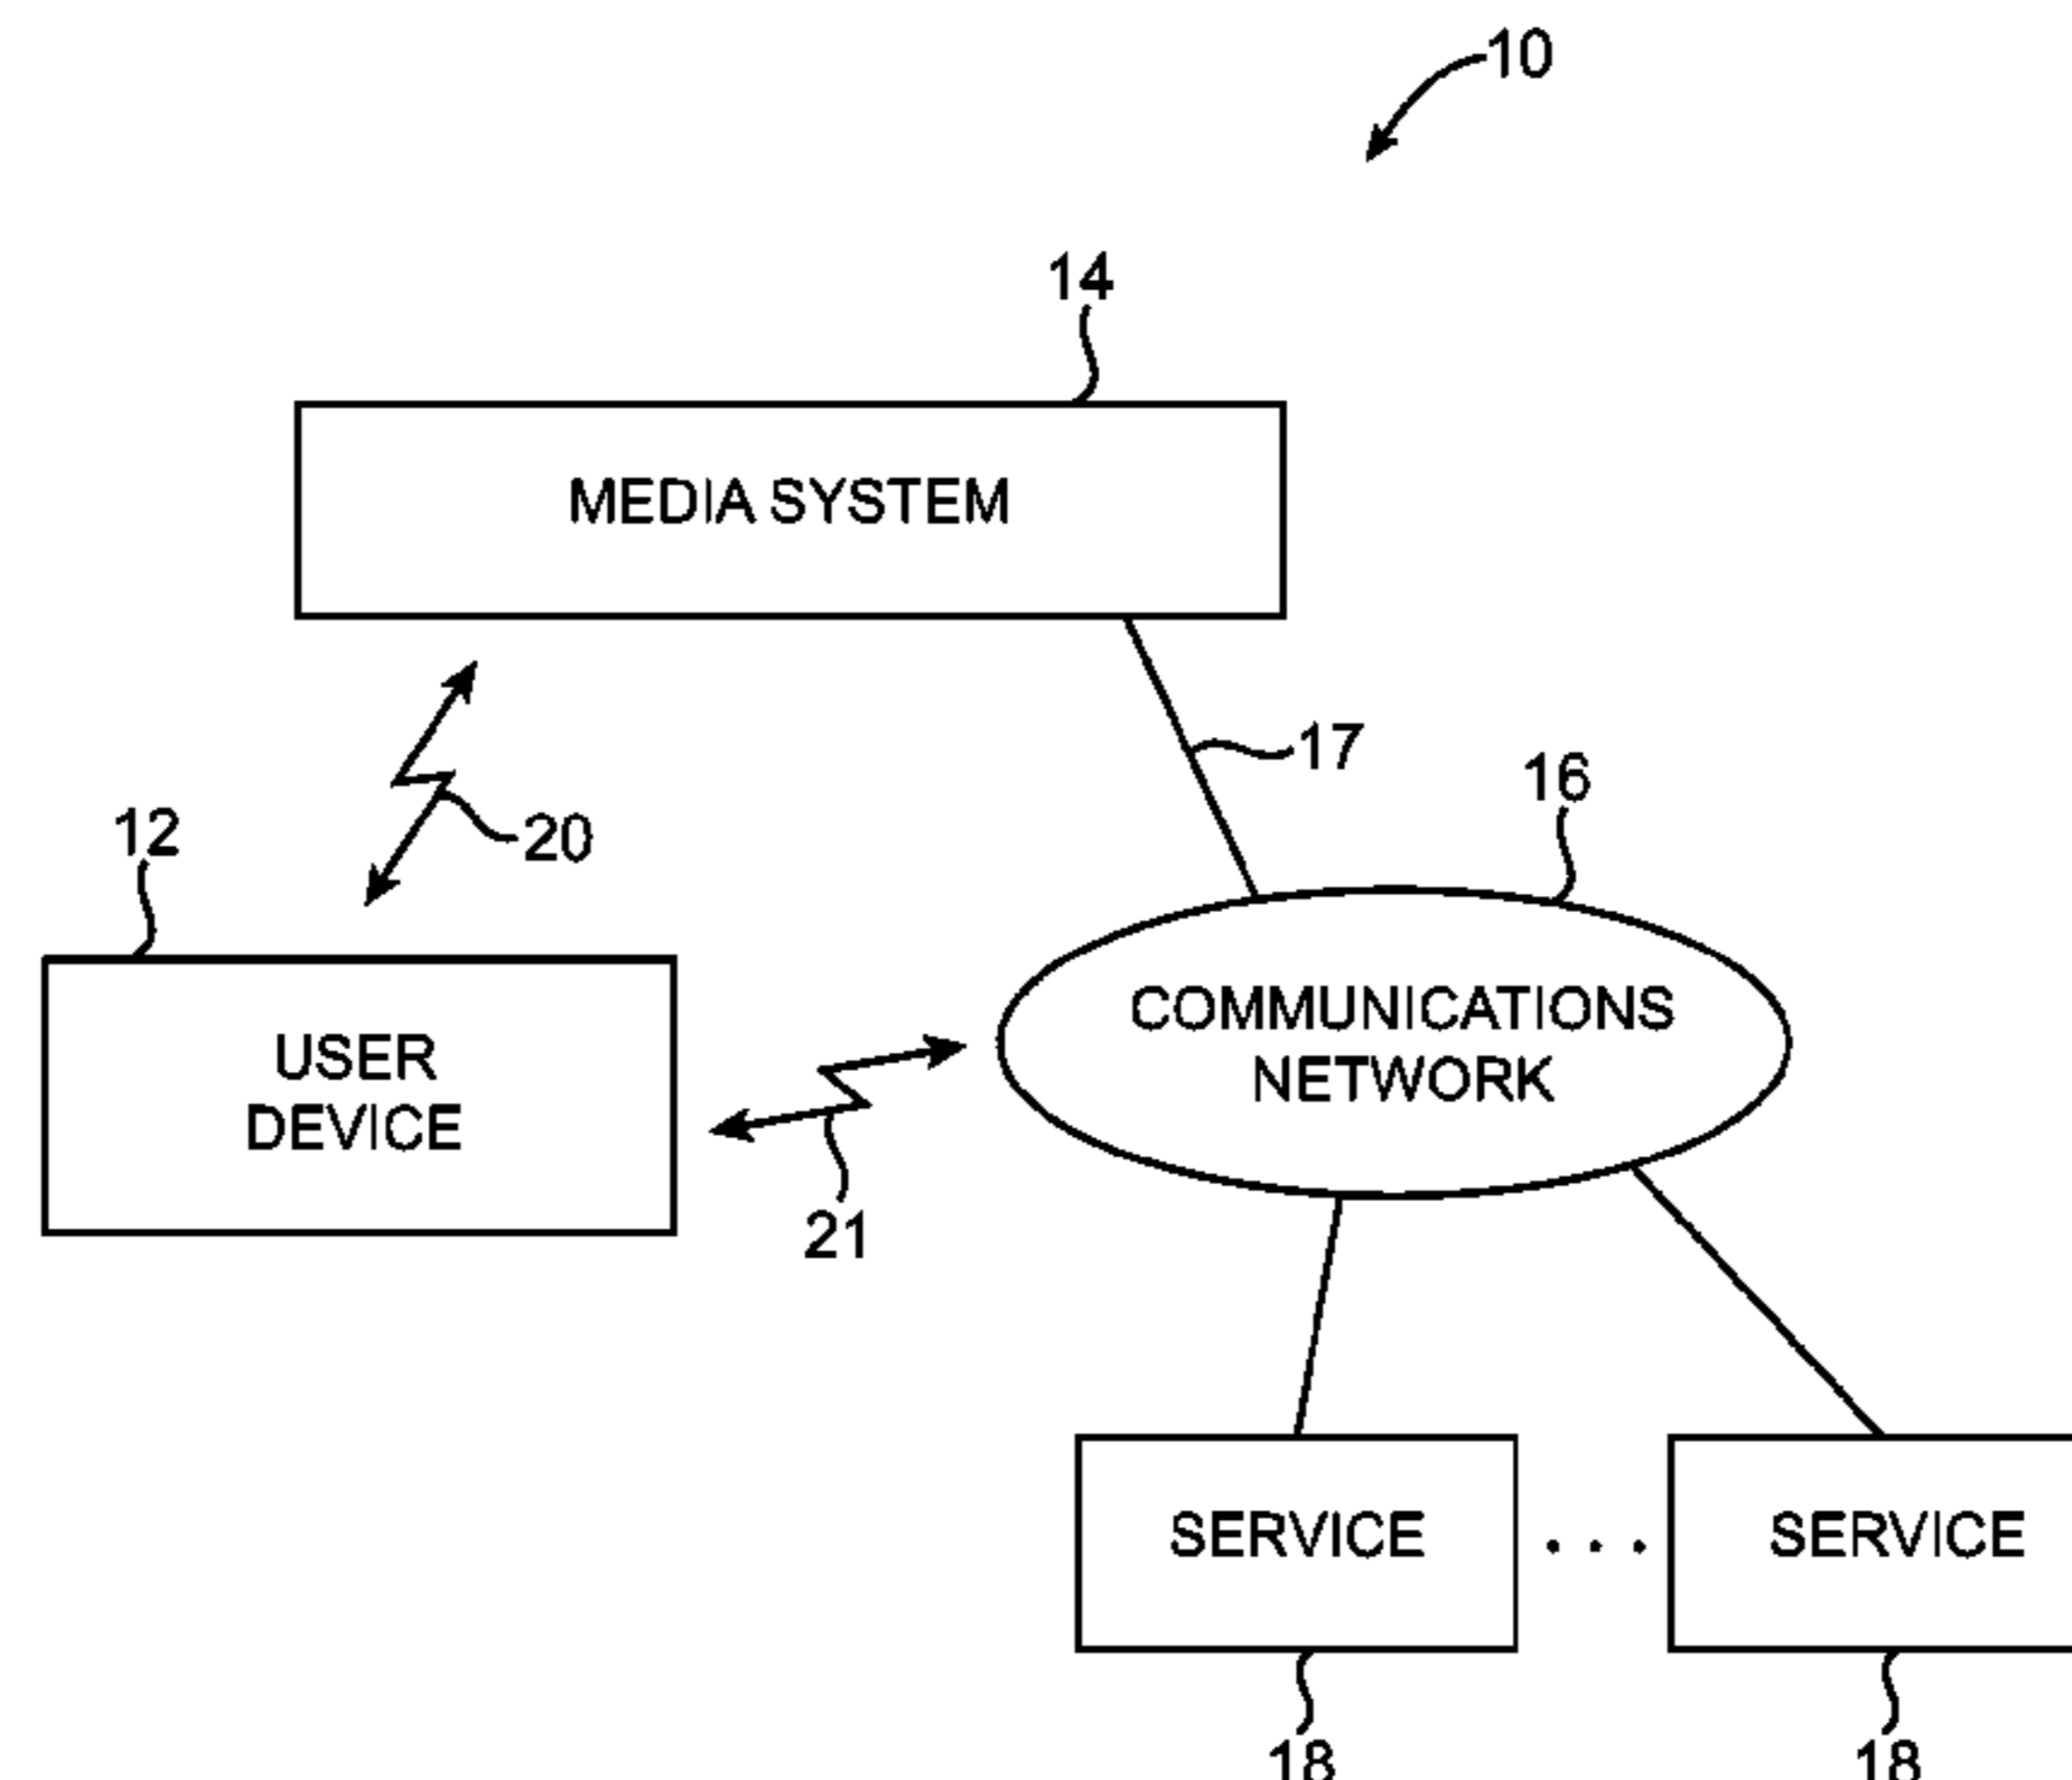 10
14
MEDIA SYSTEM
17
16
12
20
COMMUNICATIONS
NETWORK
USER
DEVICE
21
SERVICE
. . .
SERVICE
18
18